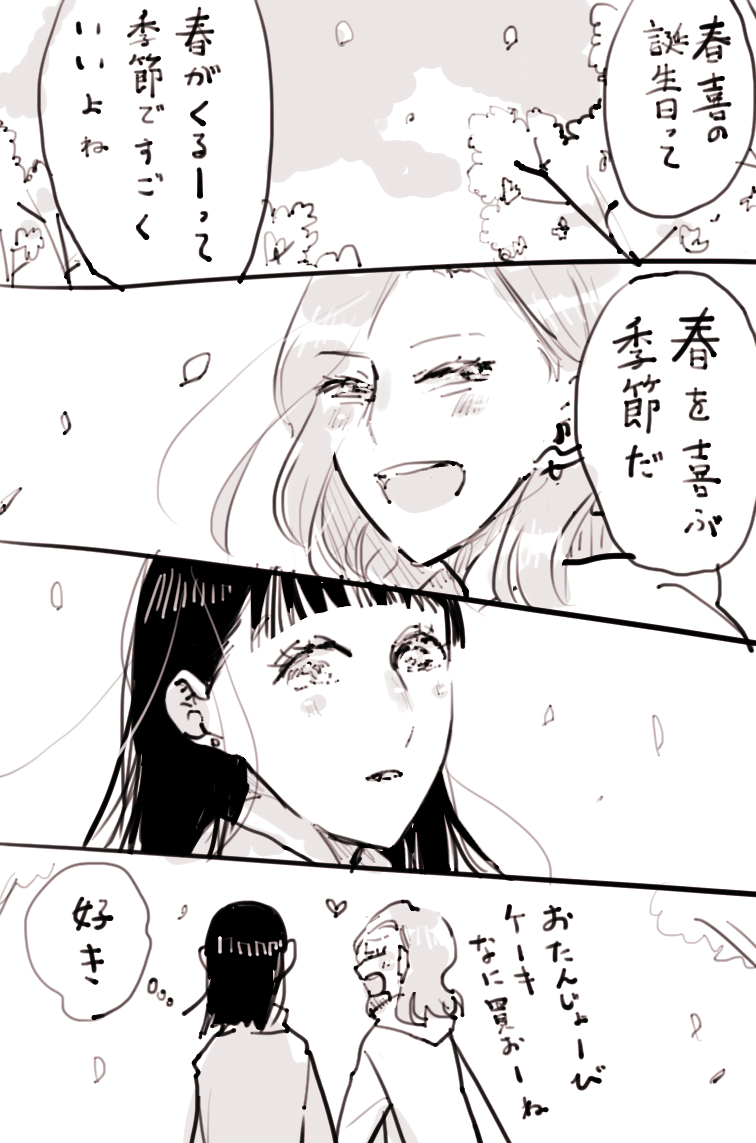 春喜の
誕生日って
春がくるーって
季節ですごく
いいよね
春を喜ぶ
季節だ
おたんじょーび
ケーキ
なに買おーね
好き